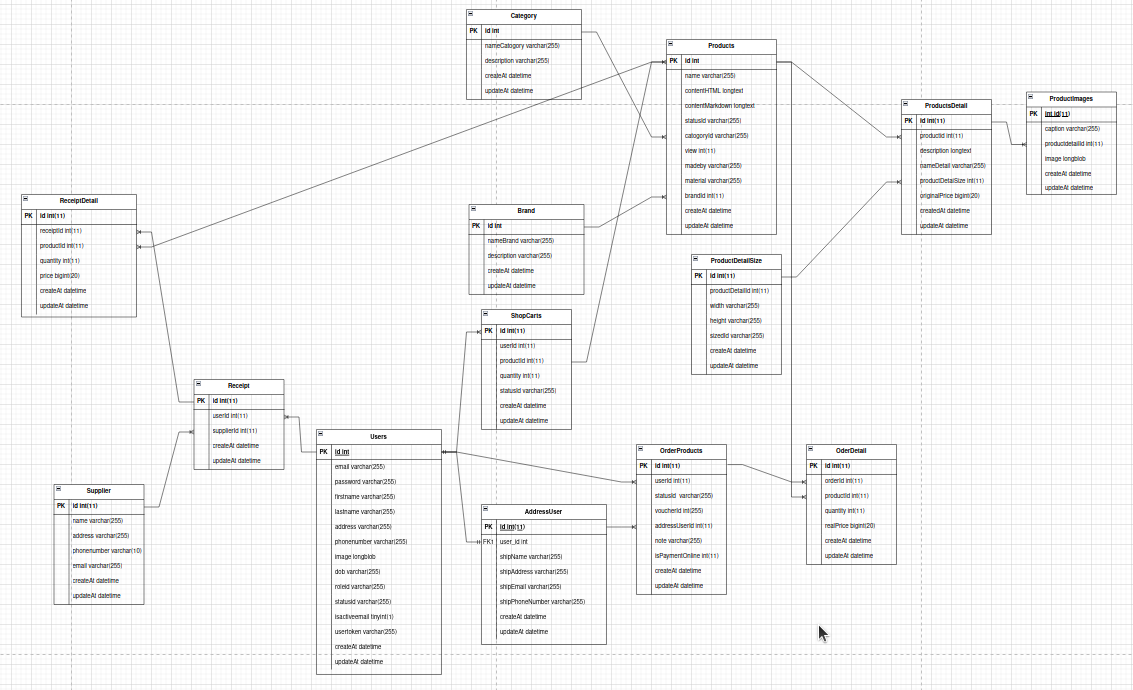 Category
PK id int
nameCatogory varchar(255)
description varchar(255)
createAt datetime
updateAt datetime
Products
PK id int
name varchar(255)
contentHTML longtext
contentMarkdown longtext
statusId varchar(255)
catogoryId varchar(255)
view int(11)
madeby varchar(255)
material varchar(255)
brandId int(11)
createAt datetime
updateAt datetime
ProductsDetail
PK id int(11)
productId int(11)
description longtext
nameDetail varchar(255)
productDetailSize int(11)
originalPrice bigint(20)
createdAt datetime
updateAt datetime
ProductImages
PK int id(11)
caption varchar(255)
productdetailId int(11)
image longblob
createAt datetime
updateAt datetime
ReceiptDetail
PK id int(11)
receiptId int(11)
productId int(11)
quantity int(11)
price bigint(20)
createAt datetime
updateAt datetime
Brand
PK id int
nameBrand varchar(255)
description varchar(255)
createAt datetime
updateAt datetime
ProductDetailSize
PK id int(11)
productDetailId int(11)
width varchar(255)
height varchar(255)
sizedId varchar(255)
createAt datetime
updateAt datetime
ShopCarts
PK id int(11)
userId int(11)
productId int(11)
quantity int(11)
statusId varchar(255)
createAt datetime
updateAt datetime
Receipt
PK id int(11)
userId int(11)
supplierId int(11)
createAt datetime
updateAt datetime
Users
PK id int
email varchar(255)
password varchar(255)
firstname varchar(255)
lastname varchar(255)
address varchar(255)
phonenumber varchar(255)
image longblob
dob varchar(255)
roleid varchar(255)
statusid varchar(255)
isactiveemail tinyint(1)
usertoken varchar(255)
createAt datetime
updateAt datetime
Supplier
PK id int(11)
name varchar(255)
address varchar(255)
phonenumber varchar(10)
email varchar(255)
createAt datetime
updateAt datetime
AddressUser
PK id int(11)
FK1 user_id int
shipName varchar(255)
shipAddress varchar(255)
shipEmail varchar(255)
shipPhoneNumber varchar(255)
createAt datetime
updateAt datetime
OrderProducts
PK id int(11)
userId int(11)
statusId varchar(255)
voucherId int(255)
addressUserId int(11)
note varchar(255)
isPaymentOnline int(11)
createAt datetime
updateAt datetime
OderDetail
PK id int(11)
orderId int(11)
productId int(11)
quantity int(11)
realPrice bigint(20)
createAt datetime
updateAt datetime